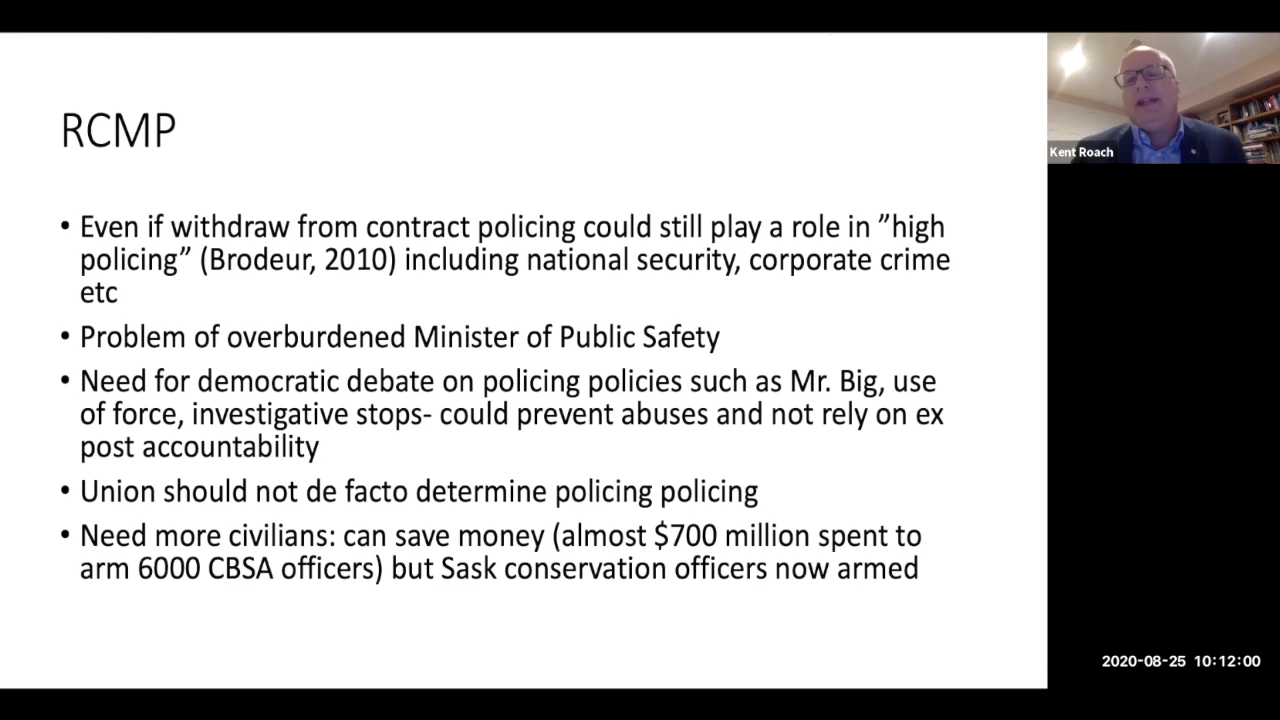 RCMP
• Even if withdraw from contract policing could still play a role in ”high
policing” (Brodeur, 2010) including national security, corporate crime
etc
• Problem of overburdened Minister of Public Safety
• Need for democratic debate on policing policies such as Mr. Big, use
of force, investigative stops- could prevent abuses and not rely on ex
post accountability
• Union should not de facto determine policing policing
• Need more civilians: can save money (almost $700 million spent to
arm 6000 CBSA officers) but Sask conservation officers now armed
Kent Roach
2020-08-25 10:12:00